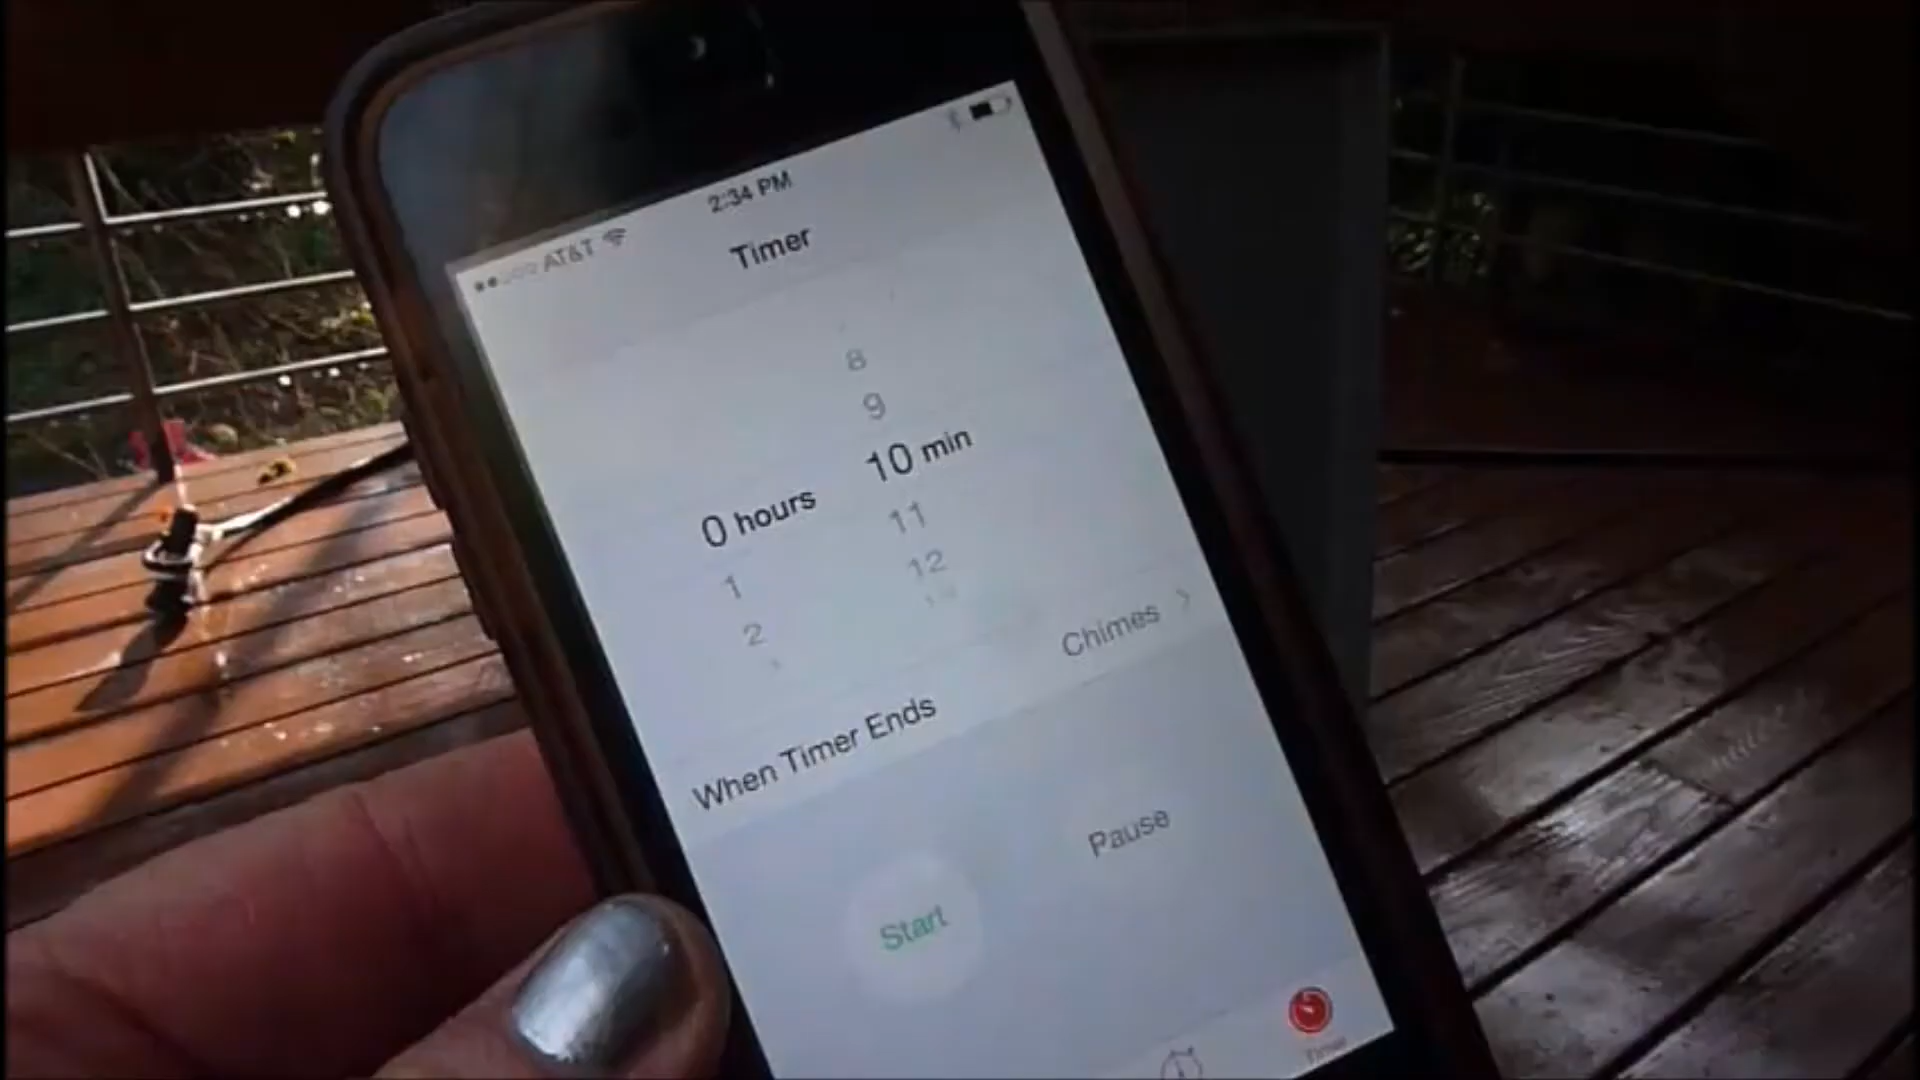 AT&T
2:34 PM
Timer
8
9
0 hours 10 min
1 11
2 12
When Timer Ends Chimes >
Start Pause
Timer